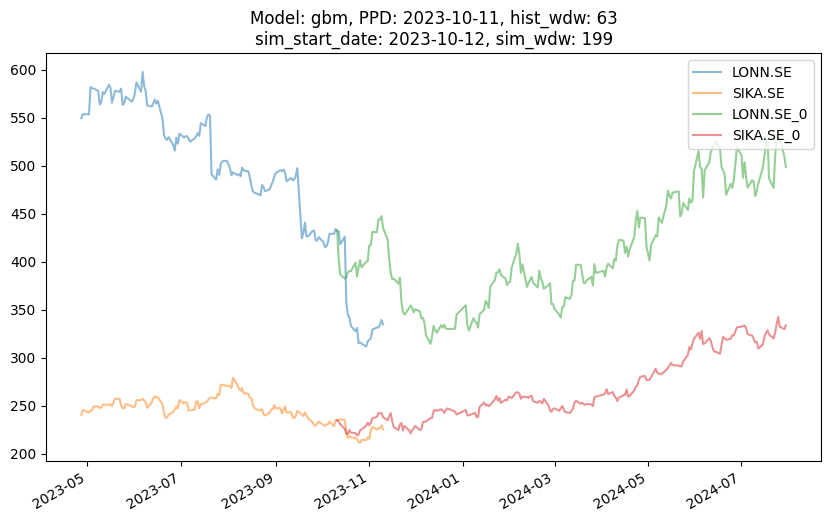 Model: gbm, PPD: 2023-10-11, hist_wdw: 63
sim_start_date: 2023-10-12, sim_wdw: 199
LONN.SE
SIKA.SE
LONN.SE_0
SIKA.SE_0
600
550
500
450
400
350
300
250
200
2023-05
2023-07
2023-09
2023-11
2024-01
2024-03
2024-05
2024-07